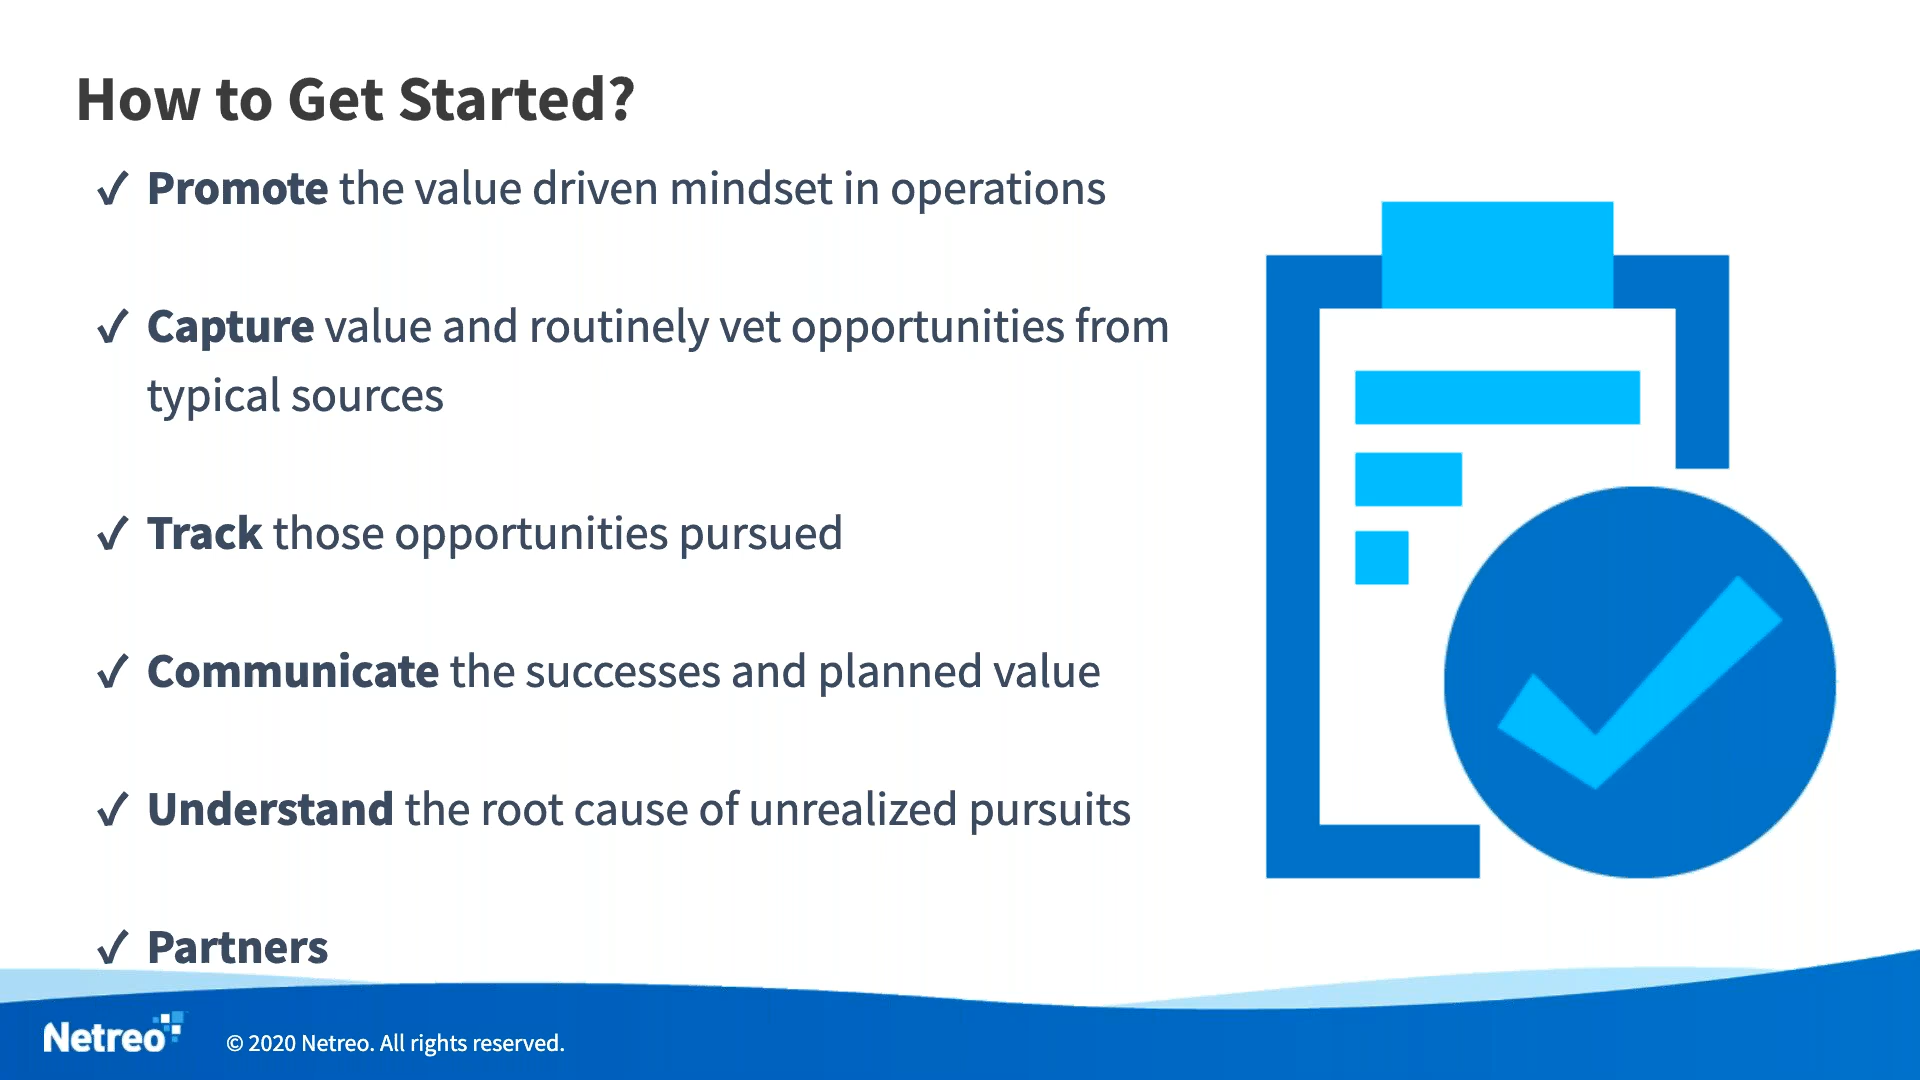 How to Get Started?
✓ Promote the value driven mindset in operations
✓ Capture value and routinely vet opportunities from
typical sources
✓ Track those opportunities pursued
✓ Communicate the successes and planned value
✓ Understand the root cause of unrealized pursuits
✓ Partners
Netreo
© 2020 Netreo. All rights reserved.